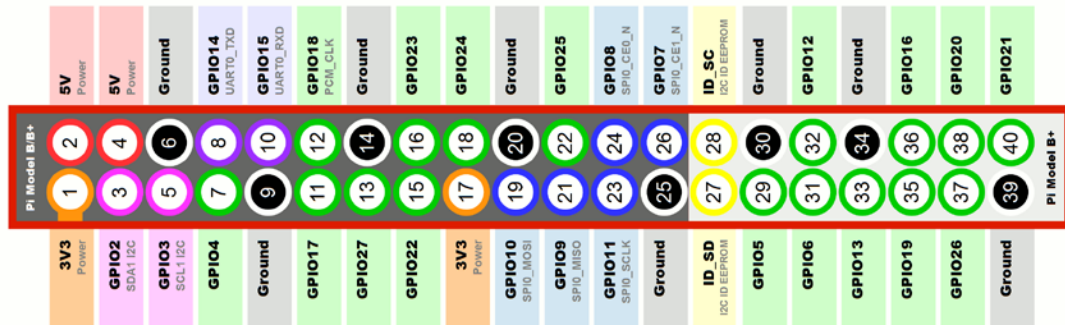 5V
Power
5V
Power
Ground
GPIO14
UART0_TXD
GPIO15
UART0_RXD
GPIO18
PCM_CLK
Ground
GPIO23
GPIO24
Ground
GPIO25
GPIO8
SPI0_CE0_N
GPIO7
SPI0_CE1_N
ID_SC
I2C ID EEPROM
Ground
GPIO12
Ground
GPIO16
GPIO20
GPIO21
Pi Model B/B+
2
4
6
8
10
12
14
16
18
20
22
24
26
28
30
32
34
36
38
40
1
3
5
7
9
11
13
15
17
19
21
23
25
27
29
31
33
35
37
39
Pi Model B+
3V3
Power
GPIO2
SDA1 I2C
GPIO3
SCL1 I2C
GPIO4
Ground
GPIO17
GPIO27
GPIO22
3V3
Power
GPIO10
SPI0_MOSI
GPIO9
SPI0_MISO
GPIO11
SPI0_SCLK
Ground
ID_SD
I2C ID EEPROM
GPIO5
GPIO6
GPIO13
GPIO19
GPIO26
Ground